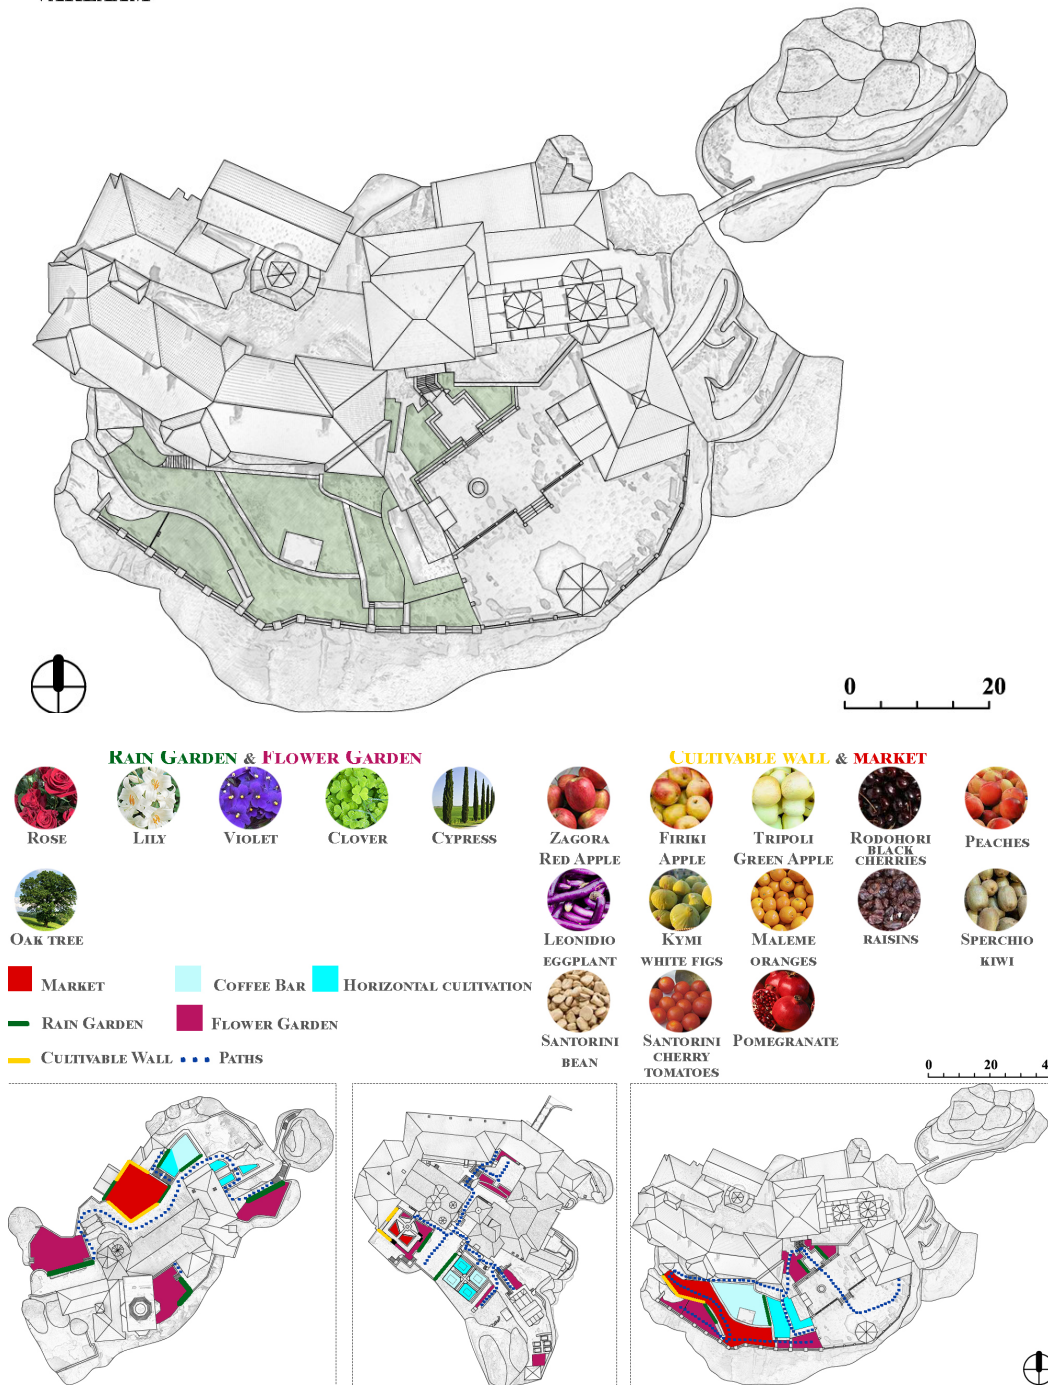 0 20
RAIN GARDEN & FLOWER GARDEN
CULTIVABLE WALL & MARKET
ROSE
LILY
VIOLET
CLOVER
CYPRESS
ZAGORA
RED APPLE
FIRIKI
APPLE
TRIPOLI
GREEN APPLE
RODOHORI
BLACK
CHERRIES
PEACHES
OAK TREE
LEONIDIO
EGGPLANT
KYMI
WHITE FIGS
MALEME
ORANGES
RAISINS
SPERCHIO
KIWI
MARKET
COFFEE BAR
HORIZONTAL CULTIVATION
RAIN GARDEN
FLOWER GARDEN
CULTIVABLE WALL
PATHS
SANTORINI
BEAN
SANTORINI
CHERRY
TOMATOES
POMEGRANATE
0 20 4